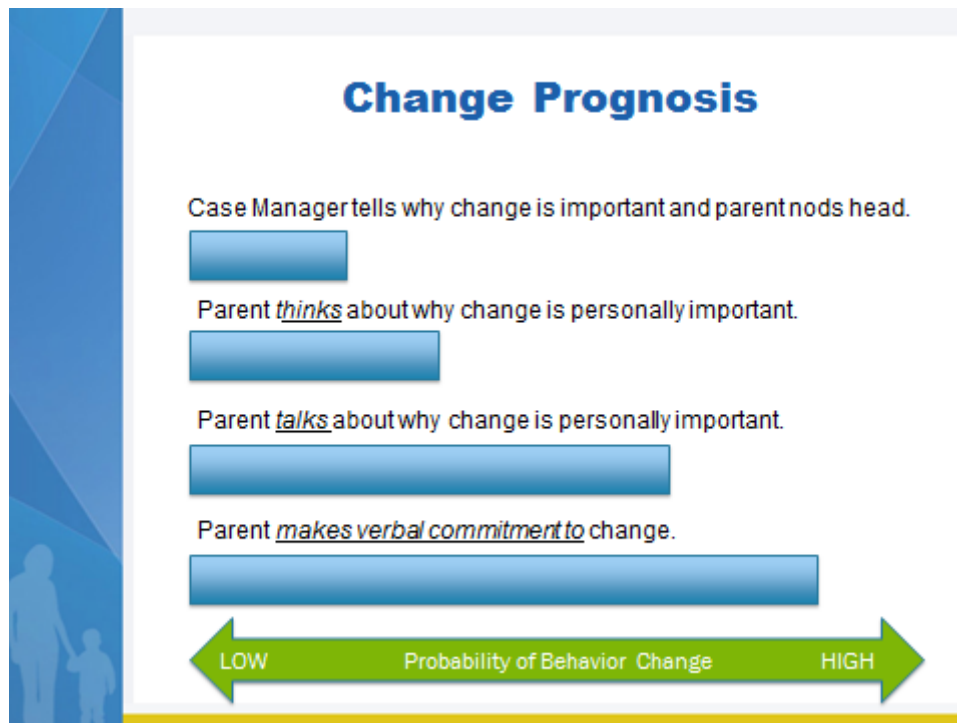 Change Prognosis
Case Manager tells why change is important and parent nods head.
Parent thinks about why change is personally important.
Parent talks about why change is personally important.
Parent makes verbal commitment to change.
LOW Probability of Behavior Change HIGH